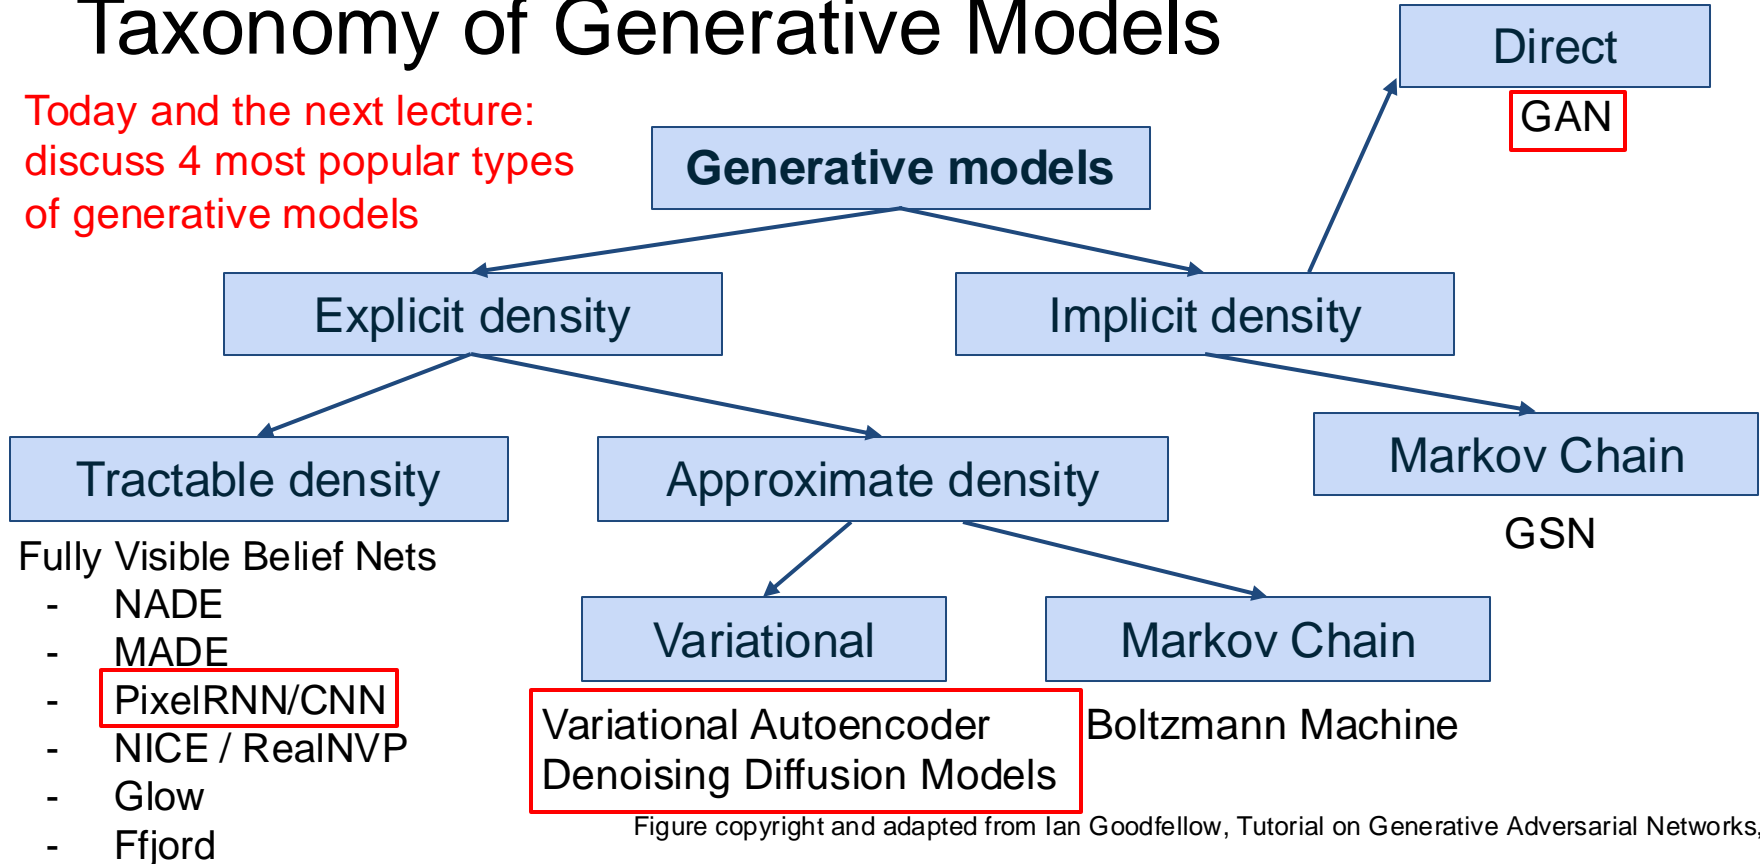 Taxonomy of Generative Models
Today and the next lecture:
discuss 4 most popular types
of generative models
Direct
GAN
Generative models
Explicit density
Implicit density
Tractable density
Approximate density
Markov Chain
GSN
Fully Visible Belief Nets
- NADE
- MADE
- PixelRNN/CNN
- NICE / RealNVP
- Glow
- Ffjord
Variational
Markov Chain
Variational Autoencoder
Denoising Diffusion Models
Boltzmann Machine
Figure copyright and adapted from Ian Goodfellow, Tutorial on Generative Adversarial Networks,